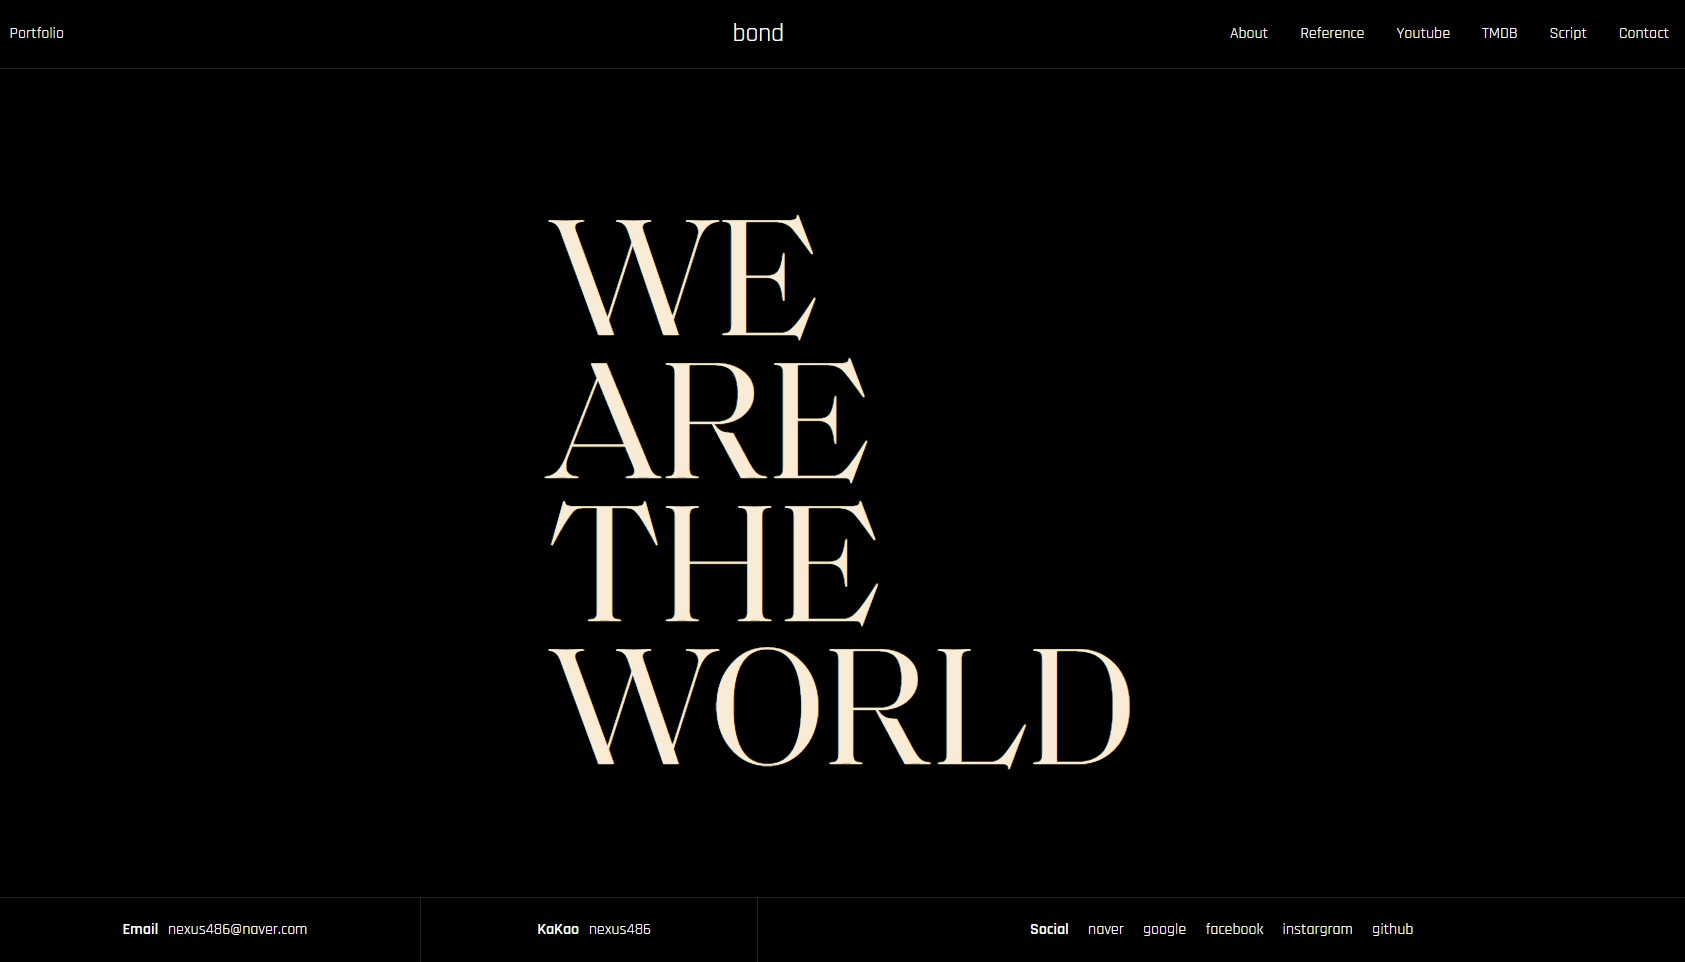 Portfolio bond About Reference Youtube TMDB Script Contact
WE
ARE
THE
WORLD
Email nexus486@naver.com KaKao nexus486 Social naver google facebook instargram github